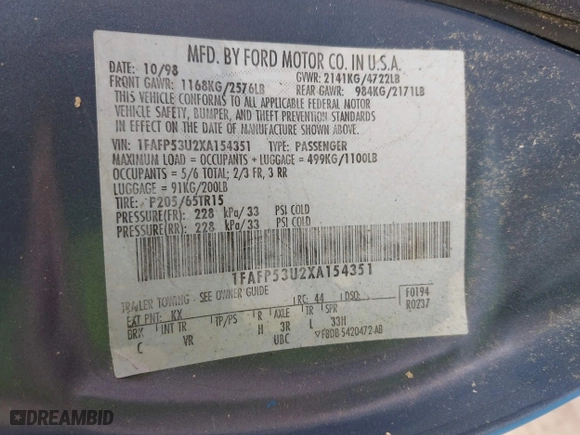 MFD. BY FORD MOTOR CO. IN U.S.A.
DATE: 10/98 GVWR: 2141KG/4722LB
FRONT GAWR: 1168KG/2576LB REAR GAWR: 984KG/2171LB
THIS VEHICLE CONFORMS TO ALL APPLICABLE FEDERAL MOTOR
VEHICLE SAFETY, BUMPER, AND THEFT PREVENTION STANDARDS
IN EFFECT ON THE DATE OF MANUFACTURE SHOWN ABOVE.
VIN: 1FAFP53U2XA154351 TYPE: PASSENGER
MAXIMUM LOAD = OCCUPANTS + LUGGAGE = 499KG/1100LB
OCCUPANTS = 5/6 TOTAL; 2/3 FR, 3 RR
LUGGAGE = 91KG/200LB
TIRE: P205/65TR15
PRESSURE(FR) 228 kPa/33 PSI COLD
PRESSURE(RR) 228 kPa/33 PSI COLD
1FAFP53U2XA154351
TRAILER TOWING - SEE OWNER GUIDE
EXT PNT: KX RC: 44 DSO: F0194
BRK INT TR TP/PS R AXLE TR SPR R0237
C VR H 3R L 33H
UBC F8DB-5420472-AB
DREAMBID